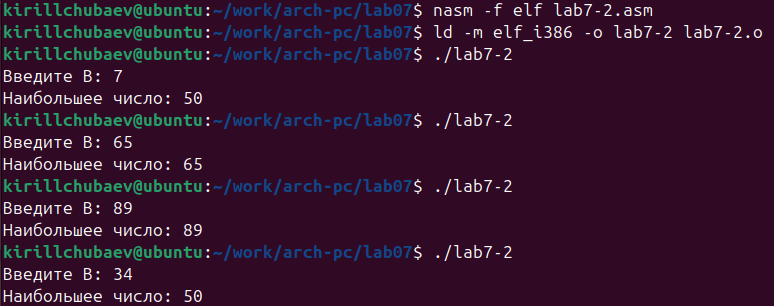 kirillchubaev@ubuntu:~/work/arch-pc/lab07$ nasm -f elf lab7-2.asm
kirillchubaev@ubuntu:~/work/arch-pc/lab07$ ld -m elf_i386 -o lab7-2 lab7-2.o
kirillchubaev@ubuntu:~/work/arch-pc/lab07$ ./lab7-2
Введите B: 7
Наибольшее число: 50
kirillchubaev@ubuntu:~/work/arch-pc/lab07$ ./lab7-2
Введите B: 65
Наибольшее число: 65
kirillchubaev@ubuntu:~/work/arch-pc/lab07$ ./lab7-2
Введите B: 89
Наибольшее число: 89
kirillchubaev@ubuntu:~/work/arch-pc/lab07$ ./lab7-2
Введите B: 34
Наибольшее число: 50